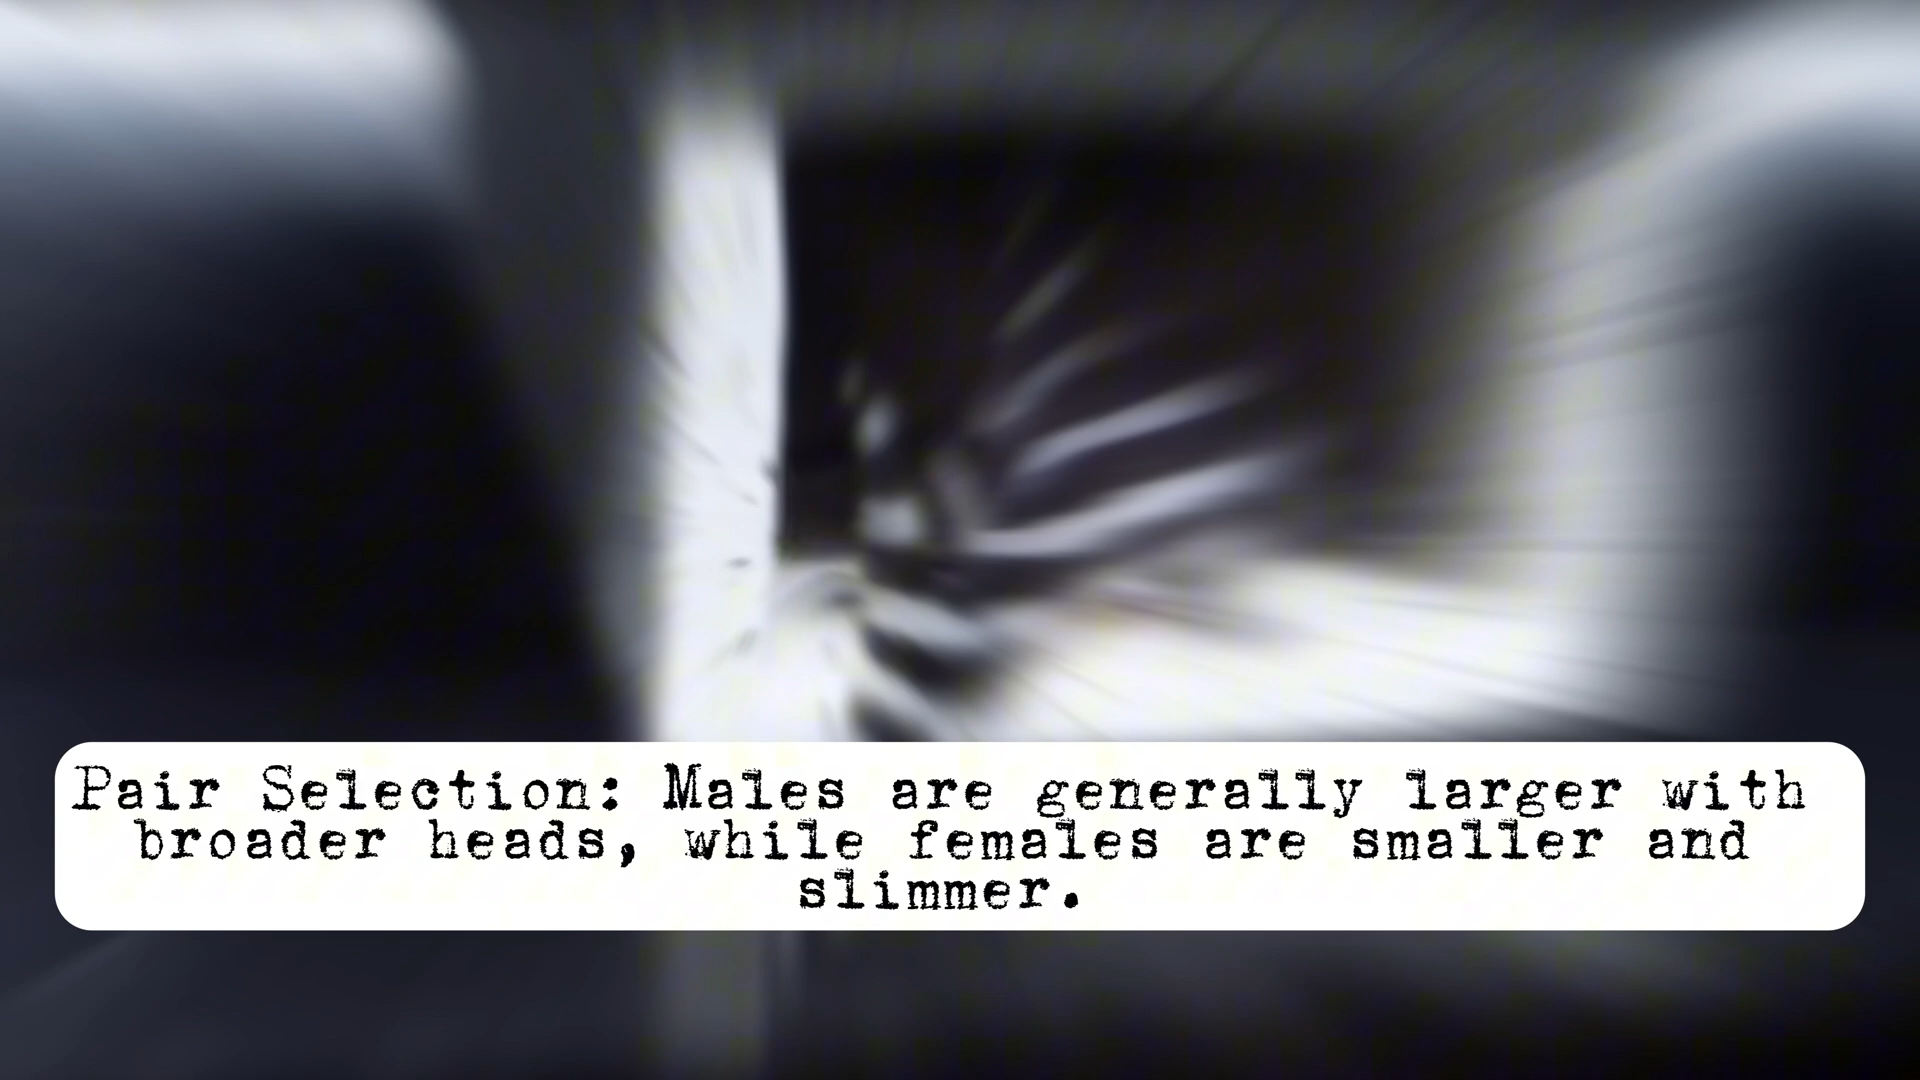 Pair Selection: Males are generally larger with
broader heads, while females are smaller and
slimmer.